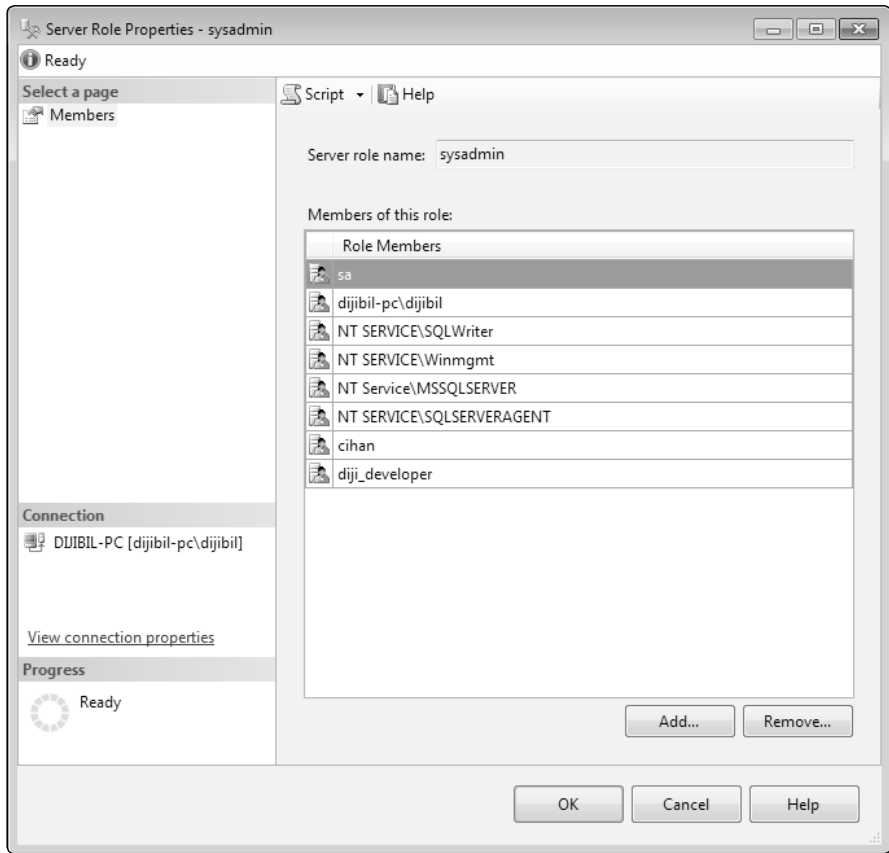 Server Role Properties - sysadmin
Ready
Select a page
Members
Script Help
Server role name: sysadmin
Members of this role:
Role Members
sa
dijibil-pc\dijibil
NT SERVICE\SQLWriter
NT SERVICE\Winmgmt
NT Service\MSSQLSERVER
NT SERVICE\SQLSERVERAGENT
cihan
diji_developer
Connection
DIJIBIL-PC [dijibil-pc\dijibil]
View connection properties
Progress
Ready
Add... Remove...
OK Cancel Help